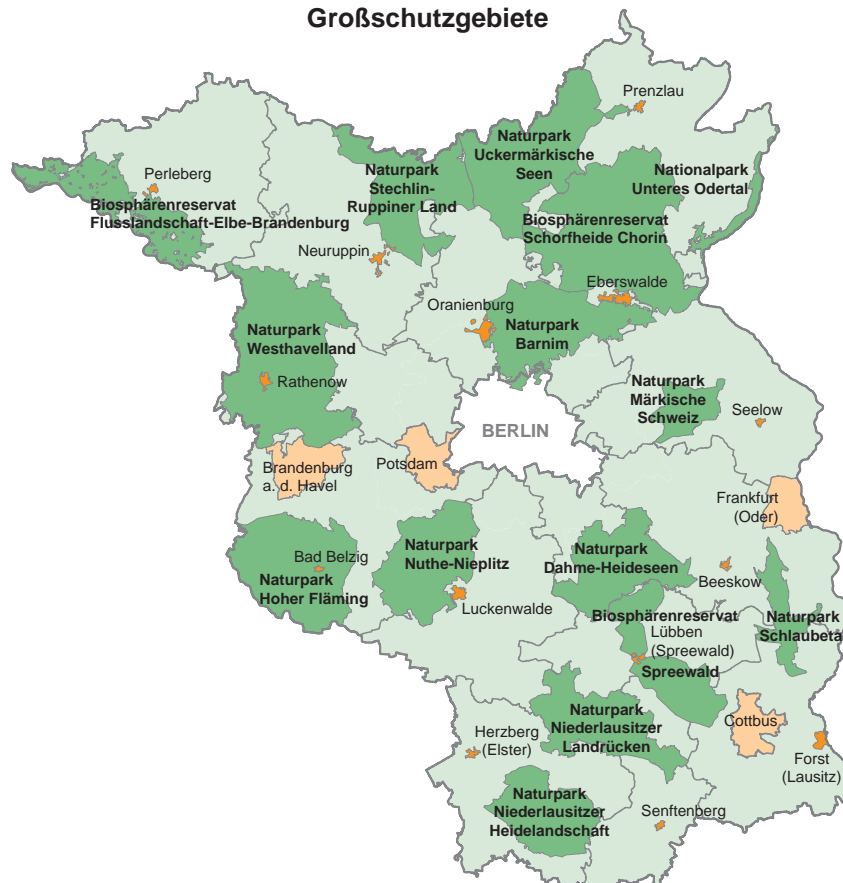 Großschutzgebiete
Prenzlau
Naturpark
Uckermärkische
Seen
Nationalpark
Unteres Odertal
Naturpark
Stechlin-
Ruppiner Land
Perleberg
Biosphärenreservat
Flusslandschaft-Elbe-Brandenburg
Biosphärenreservat
Schorfheide Chorin
Neuruppin
Eberswalde
Oranienburg
Naturpark
Barnim
Naturpark
Westhavelland
Rathenow
Naturpark
Märkische
Schweiz
Seelow
BERLIN
Brandenburg
a. d. Havel
Potsdam
Frankfurt
(Oder)
Bad Belzig
Naturpark
Hoher Fläming
Naturpark
Nuthe-Nieplitz
Luckenwalde
Naturpark
Dahme-Heideseen
Beeskow
Biosphärenreservat
Lübben
(Spreewald)
Spreewald
Naturpark
Schlaubetal
Naturpark
Niederlausitzer
Landrücken
Cottbus
Herzberg
(Elster)
Forst
(Lausitz)
Naturpark
Niederlausitzer
Heidelandschaft
Senftenberg